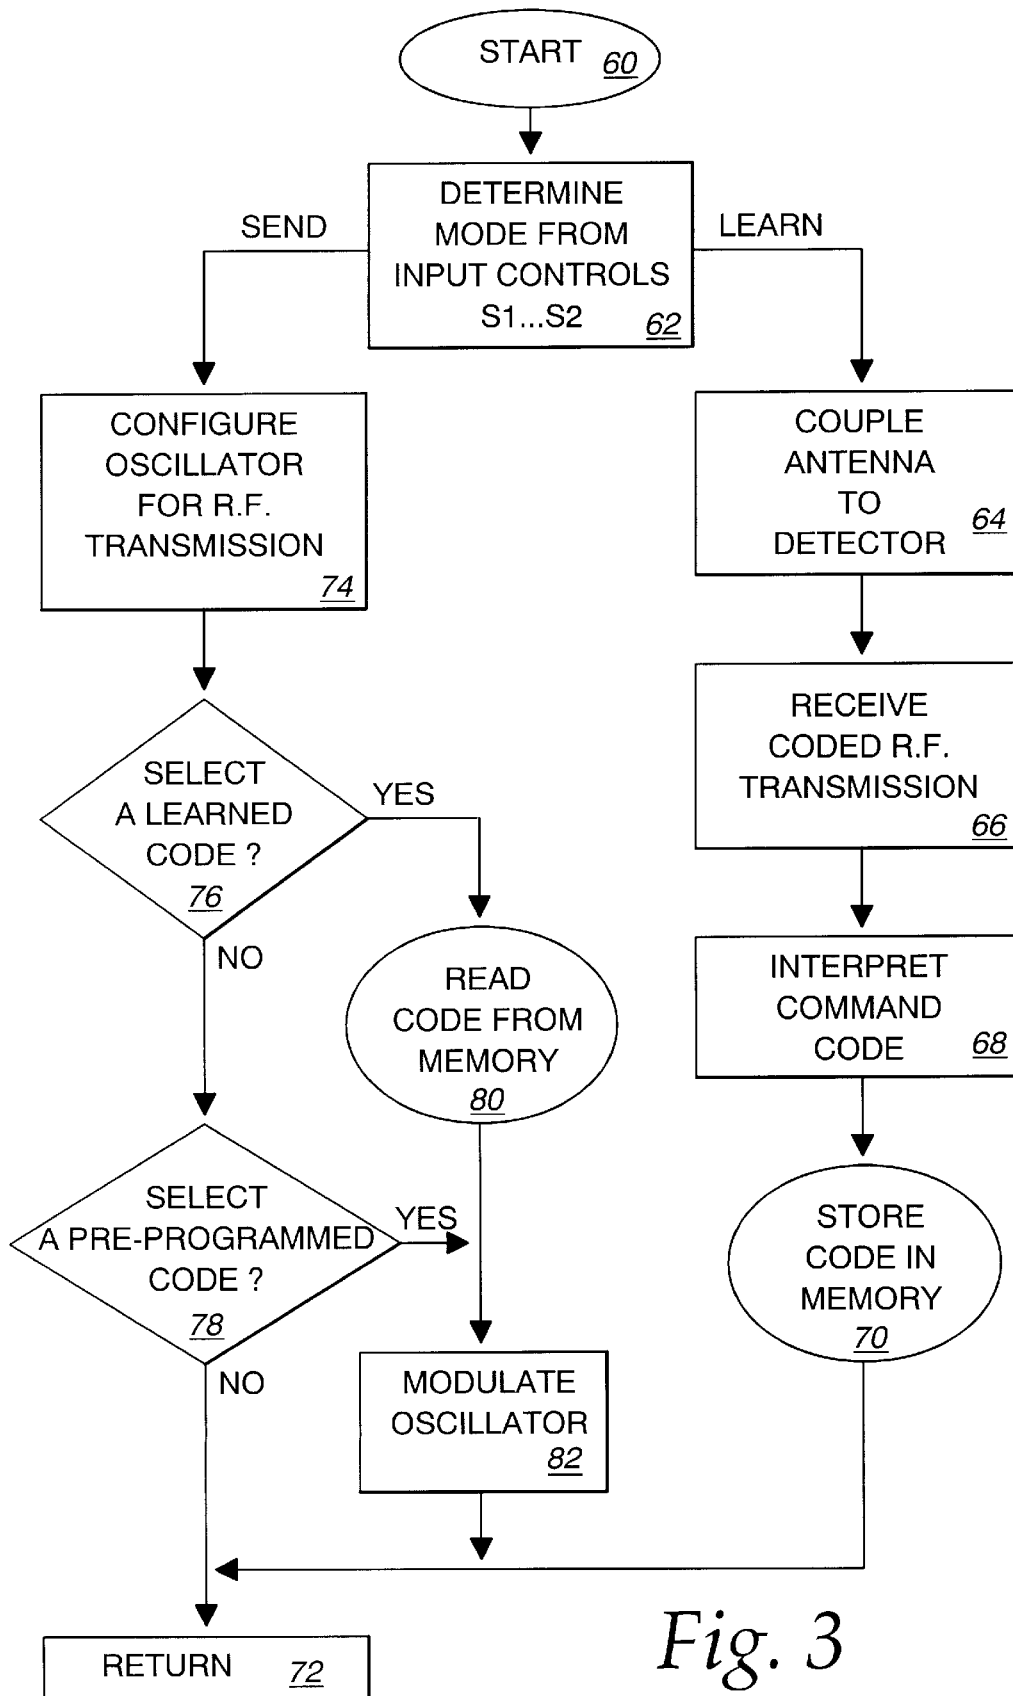 START 60
DETERMINE
MODE FROM
INPUT CONTROLS
S1...S2 62
SEND
LEARN
CONFIGURE
OSCILLATOR
FOR R.F.
TRANSMISSION
74
COUPLE
ANTENNA
TO
DETECTOR 64
SELECT
A LEARNED
CODE ?
76
YES
NO
RECEIVE
CODED R.F.
TRANSMISSION
66
READ
CODE FROM
MEMORY
80
INTERPRET
COMMAND
CODE 68
SELECT
A PRE-PROGRAMMED
CODE ?
78
YES
NO
STORE
CODE IN
MEMORY
70
MODULATE
OSCILLATOR
82
RETURN 72
Fig. 3